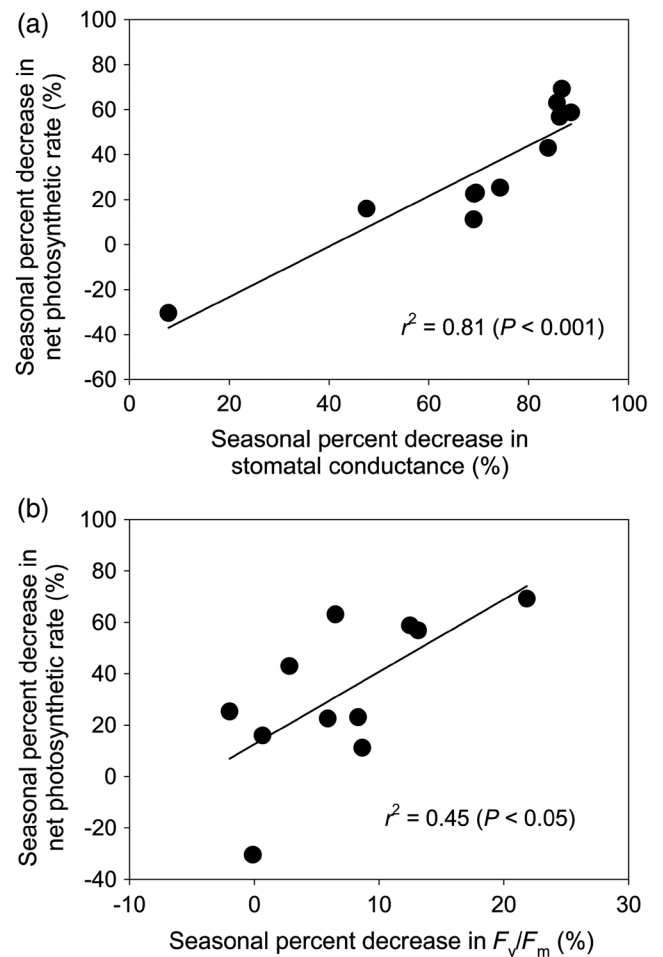 (a)
Seasonal percent decrease in
net photosynthetic rate (%)
100
80
60
40
20
0
-20
-40
-60
r² = 0.81 (P < 0.001)
0 20 40 60 80 100
Seasonal percent decrease in
stomatal conductance (%)
(b)
Seasonal percent decrease in
net photosynthetic rate (%)
100
80
60
40
20
0
-20
-40
r² = 0.45 (P < 0.05)
-10 0 10 20 30
Seasonal percent decrease in Fv/Fm (%)